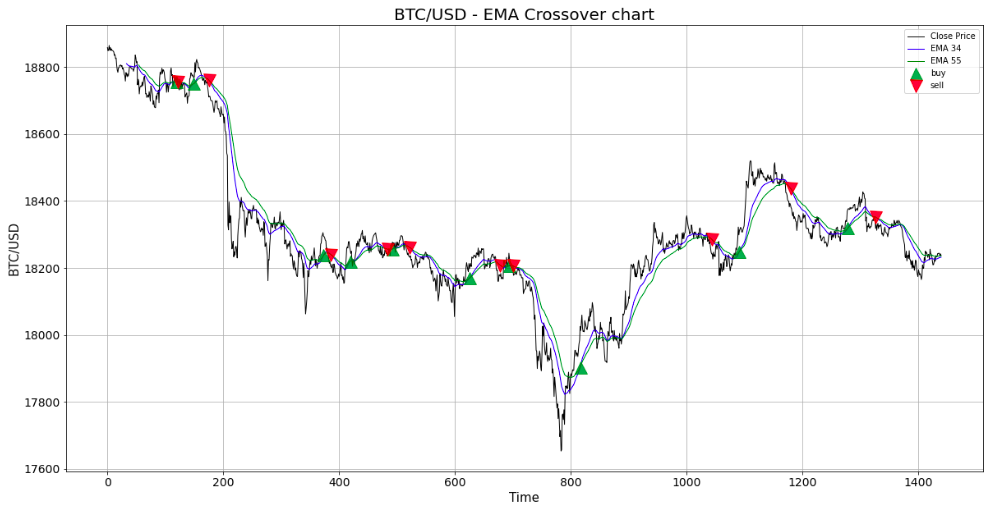 BTC/USD - EMA Crossover chart
Close Price
EMA 34
EMA 55
buy
sell
18800
18600
18400
18200
18000
17800
17600
BTC/USD
0 200 400 600 800 1000 1200 1400
Time